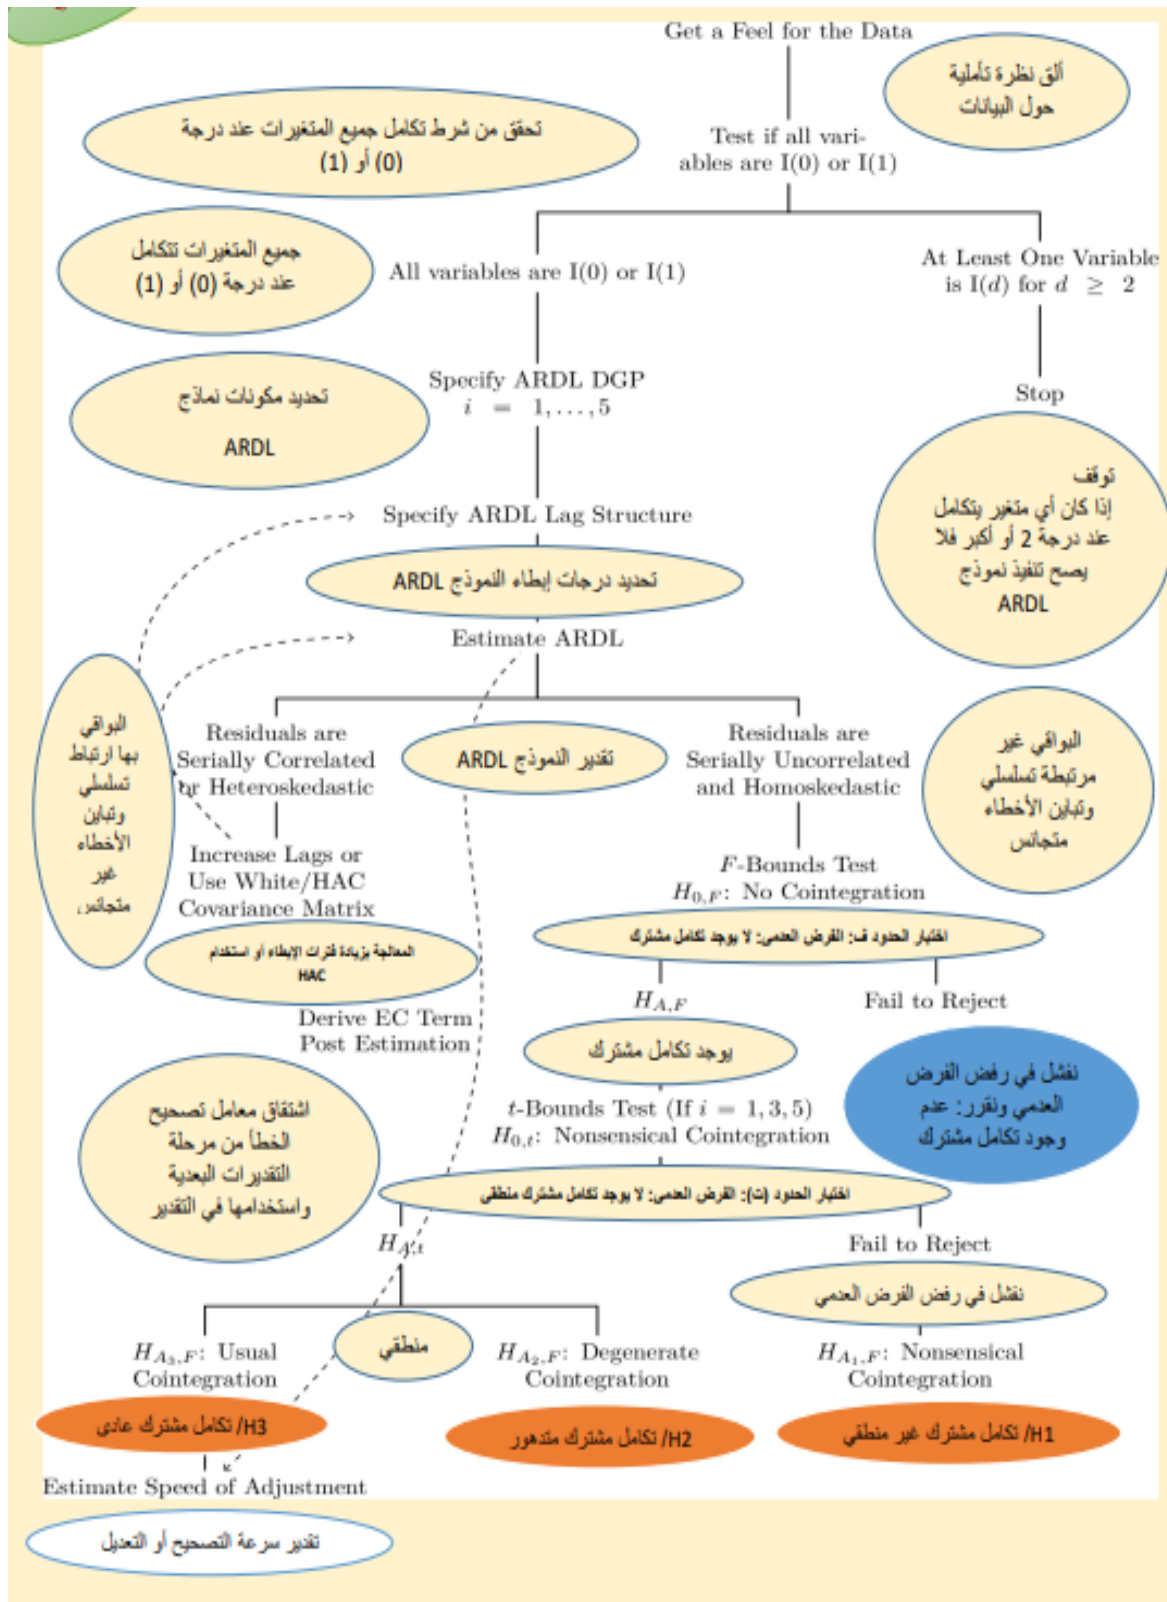 Get a Feel for the Data
ألق نظرة تأملية
حول البيانات
تحقق من شرط تكامل جميع المتغيرات عند درجة
(0) أو (1)
Test if all vari-
ables are I(0) or I(1)
جميع المتغيرات تتكامل
عند درجة (0) أو (1)
All variables are I(0) or I(1)
At Least One Variable
is I(d) for d ≥ 2
تحديد مكونات نماذج
ARDL
Specify ARDL DGP
i = 1, . . . , 5
Stop
توقف
إذا كان أي متغير يتكامل
عند درجة 2 أو أكبر فلا
يصح تنفيذ نموذج
ARDL
Specify ARDL Lag Structure
تحديد درجات إبطاء النموذج ARDL
Estimate ARDL
البواقي
بها ارتباط
تسلسلي
وتباين
الأخطاء
غير
متجانس
Residuals are
Serially Correlated
or Heteroskedastic
تقدير النموذج ARDL
Residuals are
Serially Uncorrelated
and Homoskedastic
البواقي غير
مرتبطة تسلسلي
وتباين الأخطاء
متجانس
Increase Lags or
Use White/HAC
Covariance Matrix
F-Bounds Test
H0,F: No Cointegration
المعالجة بزيادة فترات الإبطاء أو استخدام
HAC
اختبار الحدود ف: الفرض العدمي: لا يوجد تكامل مشترك
Derive EC Term
Post Estimation
HA,F
Fail to Reject
يوجد تكامل مشترك
نفشل في رفض الفرض
العدمي ونقرر: عدم
وجود تكامل مشترك
اشتقاق معامل تصحيح
الخطأ من مرحلة
التقديرات البعدية
واستخدامها في التقدير
t-Bounds Test (If i = 1, 3, 5)
H0,t: Nonsensical Cointegration
اختبار الحدود (ت): الفرض العدمي: لا يوجد تكامل مشترك منطقي
HA,t
Fail to Reject
نفشل في رفض الفرض العدمي
منطقي
HA3,F: Usual
Cointegration
HA2,F: Degenerate
Cointegration
HA1,F: Nonsensical
Cointegration
H3/ تكامل مشترك عادي
H2/ تكامل مشترك متدهور
H1/ تكامل مشترك غير منطقي
Estimate Speed of Adjustment
تقدير سرعة التصحيح أو التعديل